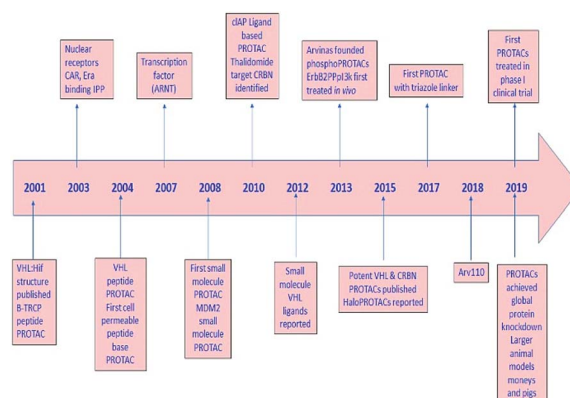 Nuclear
receptors
CAR, Era
binding IPP
Transcription
factor
(ARNT)
cIAP Ligand
based
PROTAC
Thalidomide
target CRBN
identified
Arvinas founded
phosphoPROTACs
ErbB2PPpI3k first
treated in vivo
First PROTAC
with triazole linker
First
PROTACs
treated in
phase I
clinical trial
2001 2003 2004 2007 2008 2010 2012 2013 2015 2017 2018 2019
VHL:Hif
structure
published
B-TRCP
peptide
PROTAC
VHL
peptide
PROTAC
First cell
permeable
peptide
base
PROTAC
First small
molecule
PROTAC
MDM2
small
molecule
PROTAC
Small
molecule
VHL
ligands
reported
Potent VHL & CRBN
PROTACs published
HaloPROTACs reported
Arv110
PROTACs
achieved
global
protein
knockdown
Larger
animal
models
moneys
and pigs